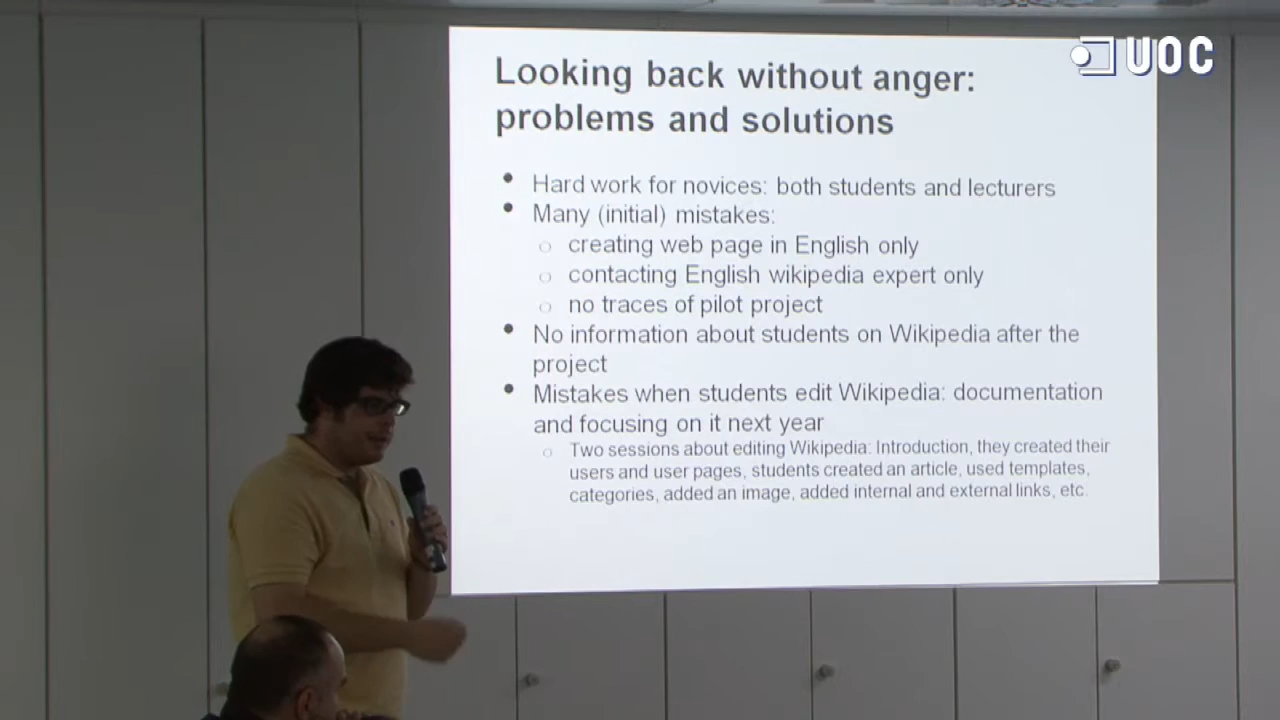 UOC
Looking back without anger:
problems and solutions
• Hard work for novices: both students and lecturers
• Many (initial) mistakes:
○ creating web page in English only
○ contacting English wikipedia expert only
○ no traces of pilot project
• No information about students on Wikipedia after the
project
• Mistakes when students edit Wikipedia: documentation
and focusing on it next year
○ Two sessions about editing Wikipedia: Introduction, they created their
users and user pages, students created an article, used templates,
categories, added an image, added internal and external links, etc.